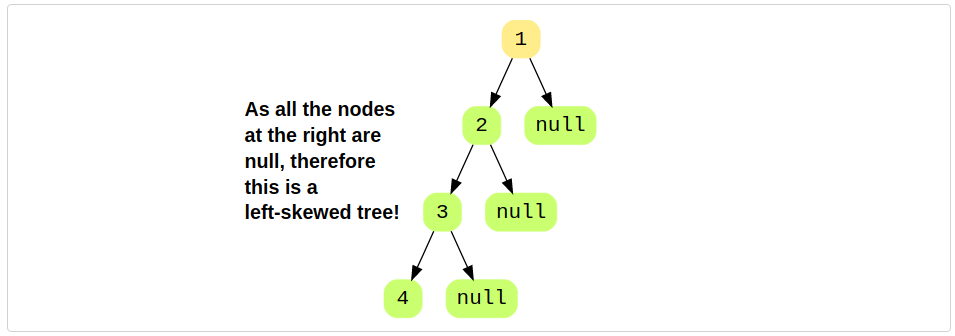 1
As all the nodes
at the right are
null, therefore
this is a
left-skewed tree!
2 null
3 null
4 null